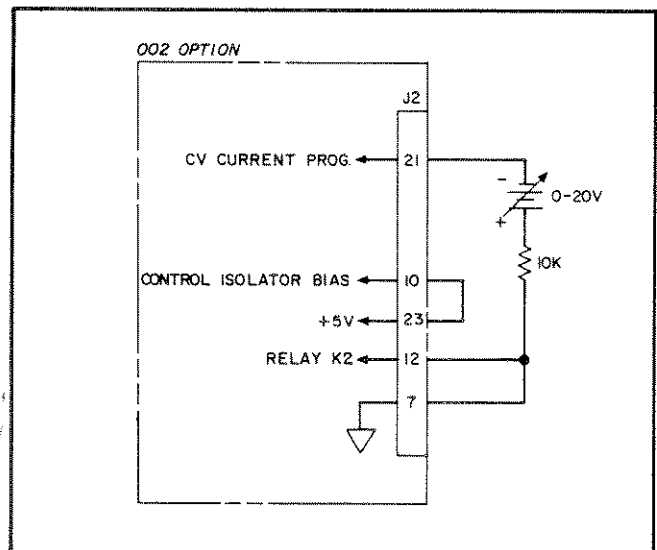 002 OPTION
J2
CV CURRENT PROG.
21
-
0-20V
+
10K
CONTROL ISOLATOR BIAS
10
+5V
23
RELAY K2
12
7